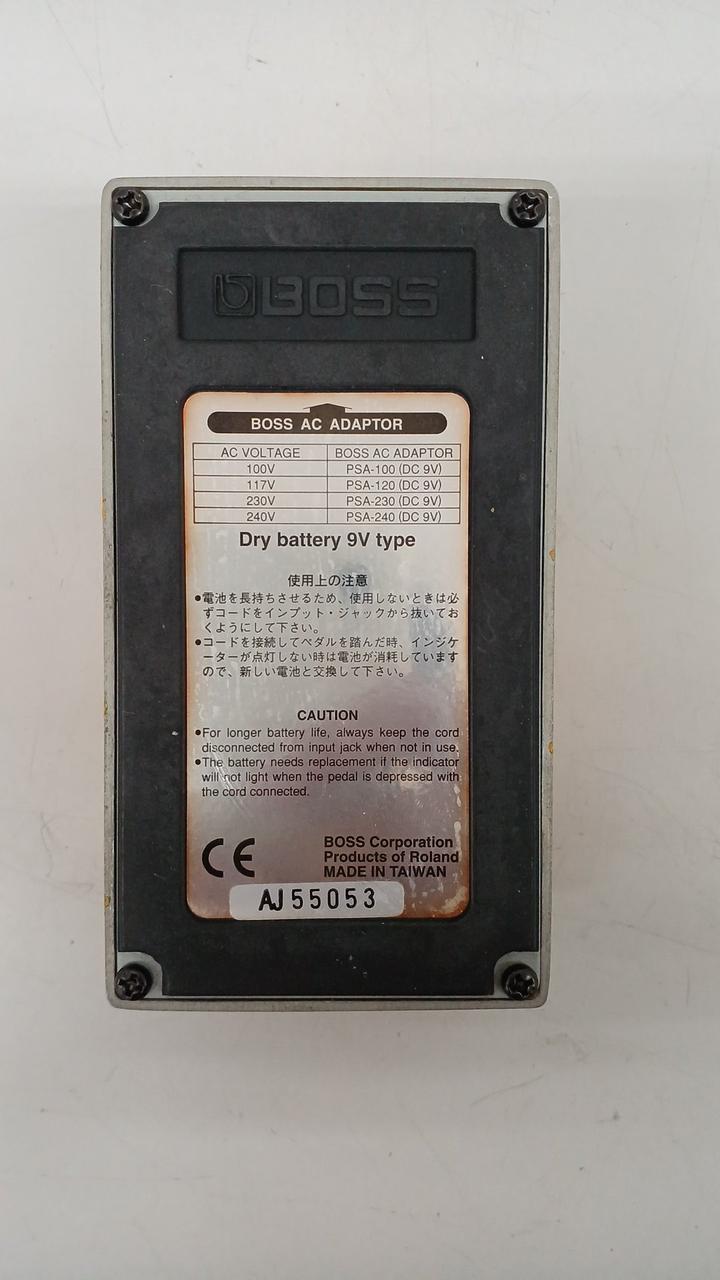 BOSS
BOSS AC ADAPTOR
AC VOLTAGE BOSS AC ADAPTOR
100V PSA-100 (DC 9V)
117V PSA-120 (DC 9V)
230V PSA-230 (DC 9V)
240V PSA-240 (DC 9V)
Dry battery 9V type
使用上の注意
●電池を長持ちさせるため、使用しないときは必
ずコードをインプット・ジャックから抜いてお
くようにして下さい。
●コードを接続してペダルを踏んだ時、インジケ
ーターが点灯しない時は電池が消耗しています
ので、新しい電池と交換して下さい。
CAUTION
●For longer battery life, always keep the cord
disconnected from input jack when not in use.
●The battery needs replacement if the indicator
will not light when the pedal is depressed with
the cord connected.
CE
BOSS Corporation
Products of Roland
MADE IN TAIWAN
AJ55053